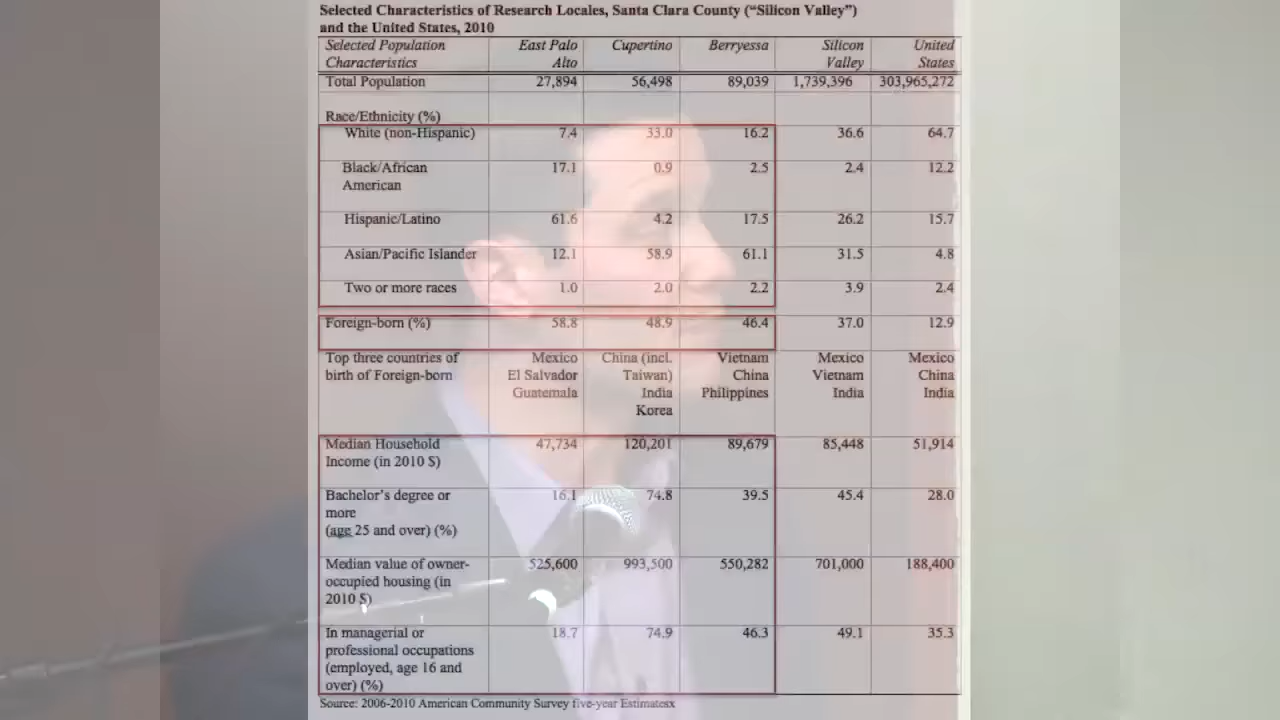 Selected Characteristics of Research Locales, Santa Clara County (“Silicon Valley”)
and the United States, 2010
Selected Population Characteristics East Palo Alto Cupertino Berryessa Silicon Valley United States
Total Population 27,894 56,498 89,039 1,739,396 303,965,272
Race/Ethnicity (%)
White (non-Hispanic) 7.4 33.0 16.2 36.6 64.7
Black/African American 17.1 0.9 2.5 2.4 12.2
Hispanic/Latino 61.6 4.2 17.5 26.2 15.7
Asian/Pacific Islander 12.1 58.9 61.1 31.5 4.8
Two or more races 1.0 2.0 2.2 3.9 2.4
Foreign-born (%) 58.8 48.9 46.4 37.0 12.9
Top three countries of Mexico China (incl. Vietnam Mexico Mexico
birth of Foreign-born El Salvador Taiwan) China Vietnam China
Guatemala India Philippines India India
Korea
Median Household 47,734 120,201 89,679 85,448 51,914
Income (in 2010 $)
Bachelor’s degree or 16.1 74.8 39.5 45.4 28.0
more
(age 25 and over) (%)
Median value of owner- 525,600 993,500 550,282 701,000 188,400
occupied housing (in
2010 $)
In managerial or 18.7 74.9 46.3 49.1 35.3
professional occupations
(employed, age 16 and
over) (%)
Source: 2006-2010 American Community Survey five-year Estimatesx